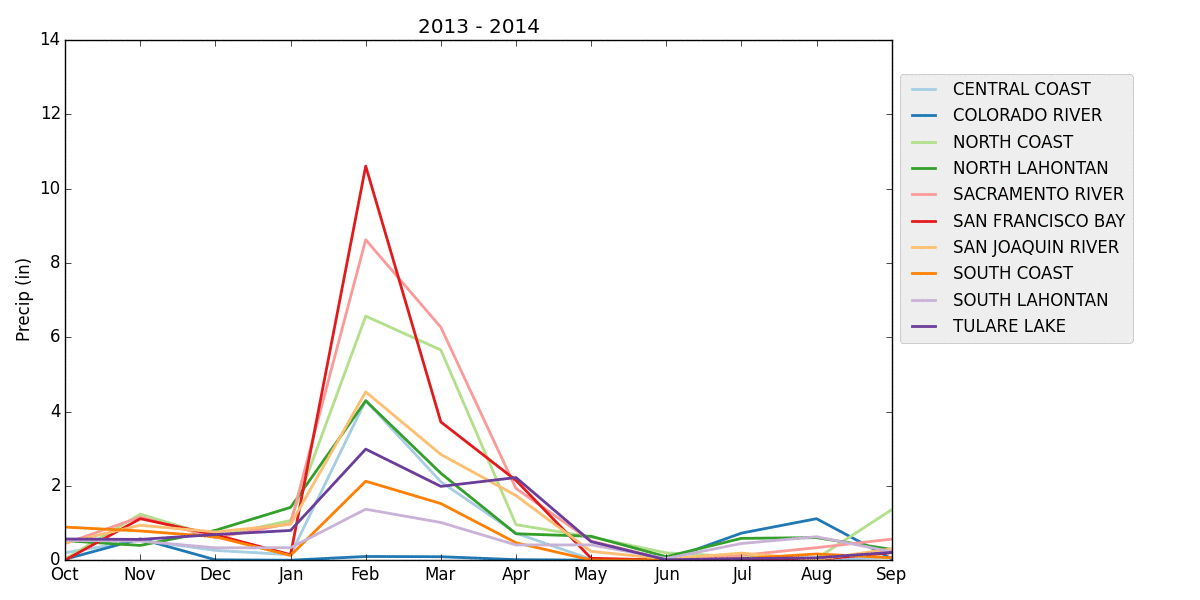 2013 - 2014
14
12
10
8
6
4
2
0
Precip (in)
Oct Nov Dec Jan Feb Mar Apr May Jun Jul Aug Sep
CENTRAL COAST
COLORADO RIVER
NORTH COAST
NORTH LAHONTAN
SACRAMENTO RIVER
SAN FRANCISCO BAY
SAN JOAQUIN RIVER
SOUTH COAST
SOUTH LAHONTAN
TULARE LAKE